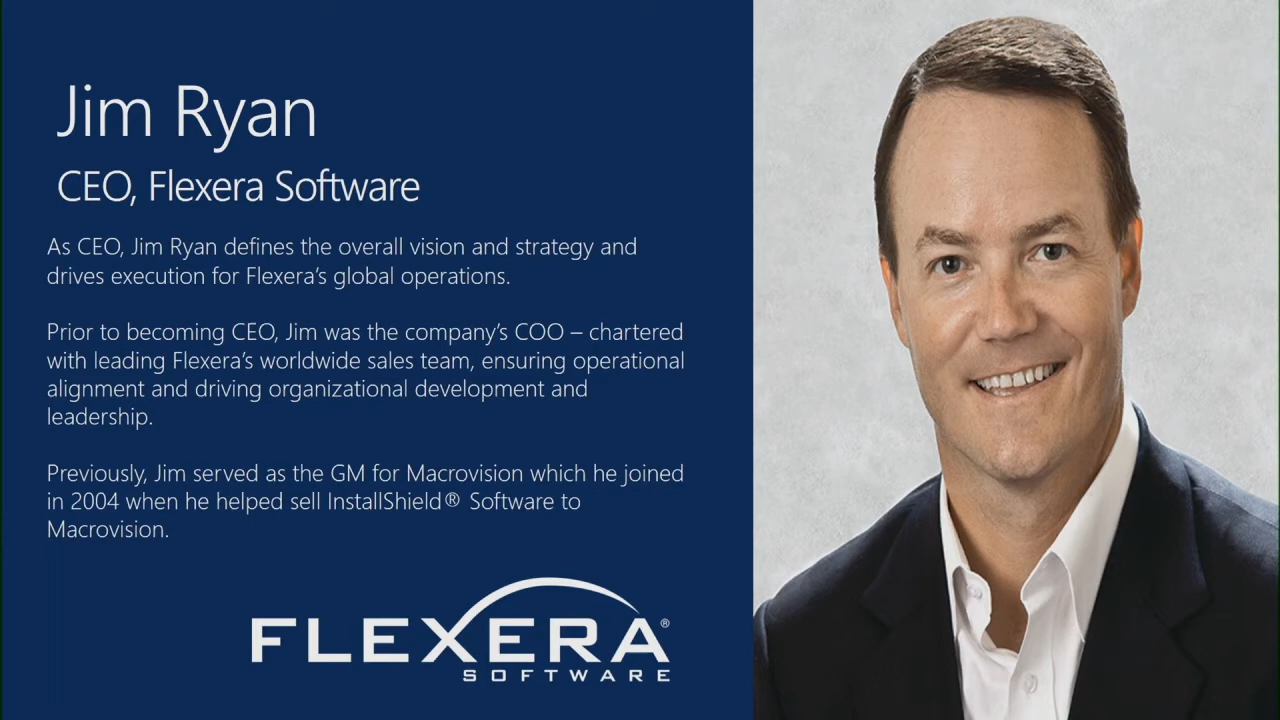 Jim Ryan
CEO, Flexera Software
As CEO, Jim Ryan defines the overall vision and strategy and
drives execution for Flexera’s global operations.
Prior to becoming CEO, Jim was the company’s COO – chartered
with leading Flexera’s worldwide sales team, ensuring operational
alignment and driving organizational development and
leadership.
Previously, Jim served as the GM for Macrovision which he joined
in 2004 when he helped sell InstallShield® Software to
Macrovision.
FLEXERA®
SOFTWARE